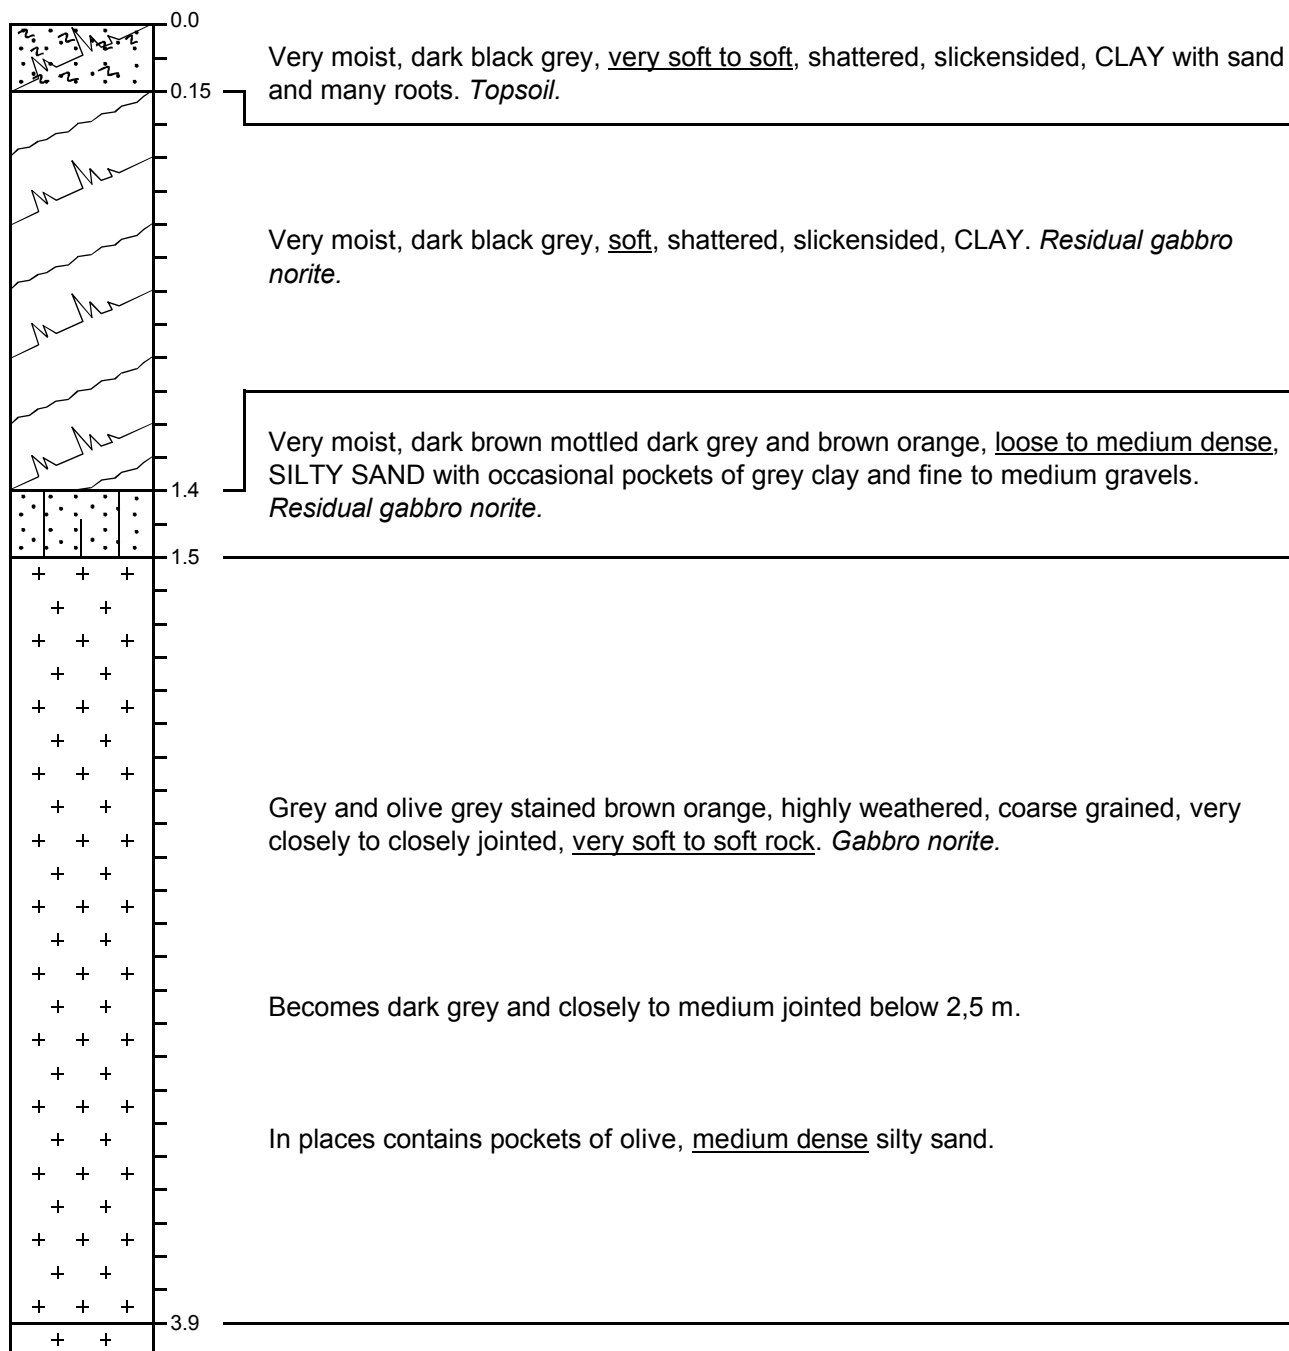 0.0
Very moist, dark black grey, very soft to soft, shattered, slickensided, CLAY with sand
and many roots. Topsoil.
0.15
Very moist, dark black grey, soft, shattered, slickensided, CLAY. Residual gabbro
norite.
Very moist, dark brown mottled dark grey and brown orange, loose to medium dense,
SILTY SAND with occasional pockets of grey clay and fine to medium gravels.
1.4
Residual gabbro norite.
1.5
Grey and olive grey stained brown orange, highly weathered, coarse grained, very
closely to closely jointed, very soft to soft rock. Gabbro norite.
Becomes dark grey and closely to medium jointed below 2,5 m.
In places contains pockets of olive, medium dense silty sand.
3.9